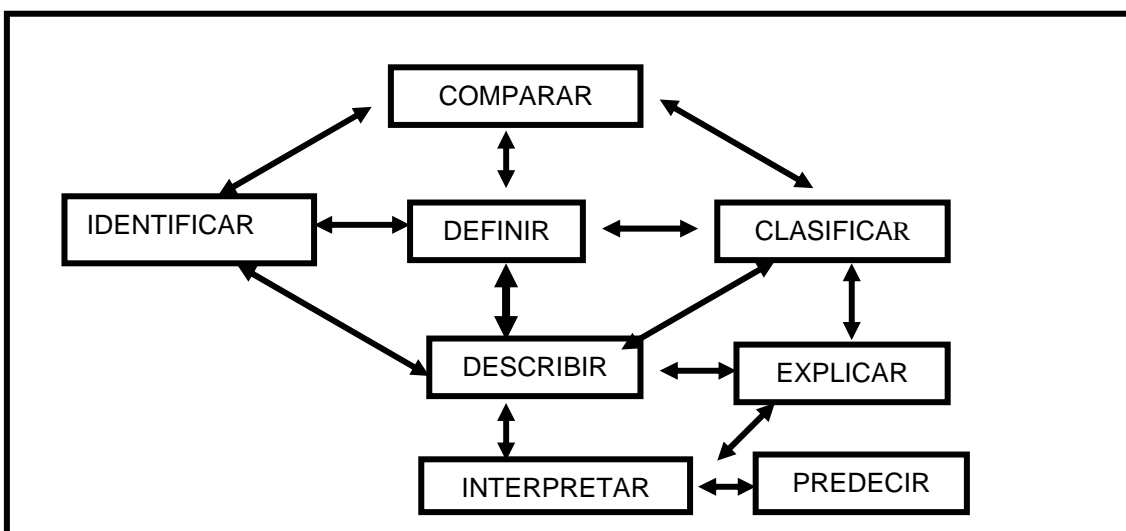 COMPARAR
IDENTIFICAR
DEFINIR
CLASIFICAR
DESCRIBIR
EXPLICAR
INTERPRETAR
PREDECIR